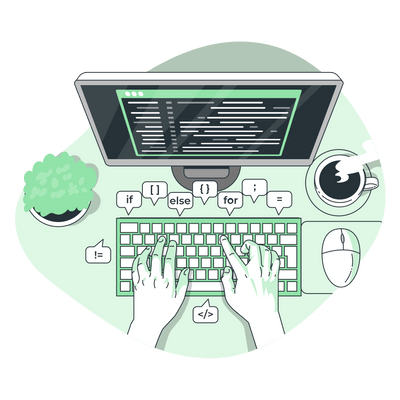 [ ]
{ }
;
if
else
for
=
!=
</>